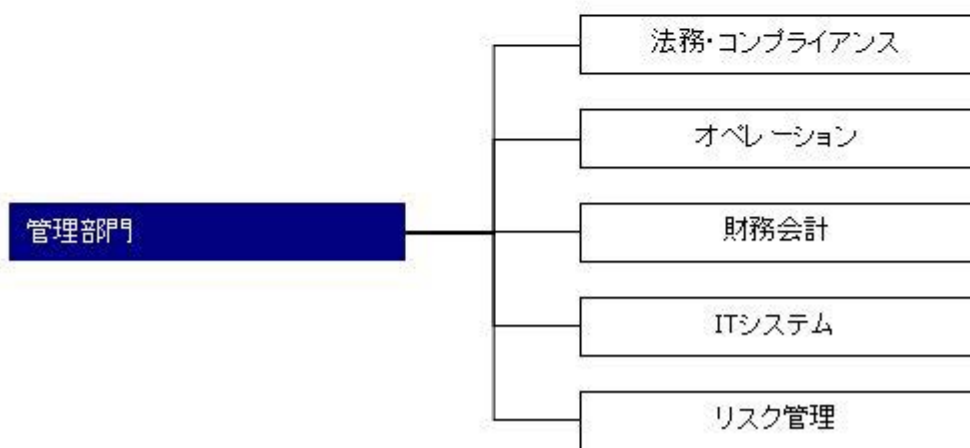 法務・コンプライアンス
オペレーション
管理部門
財務会計
ITシステム
リスク管理